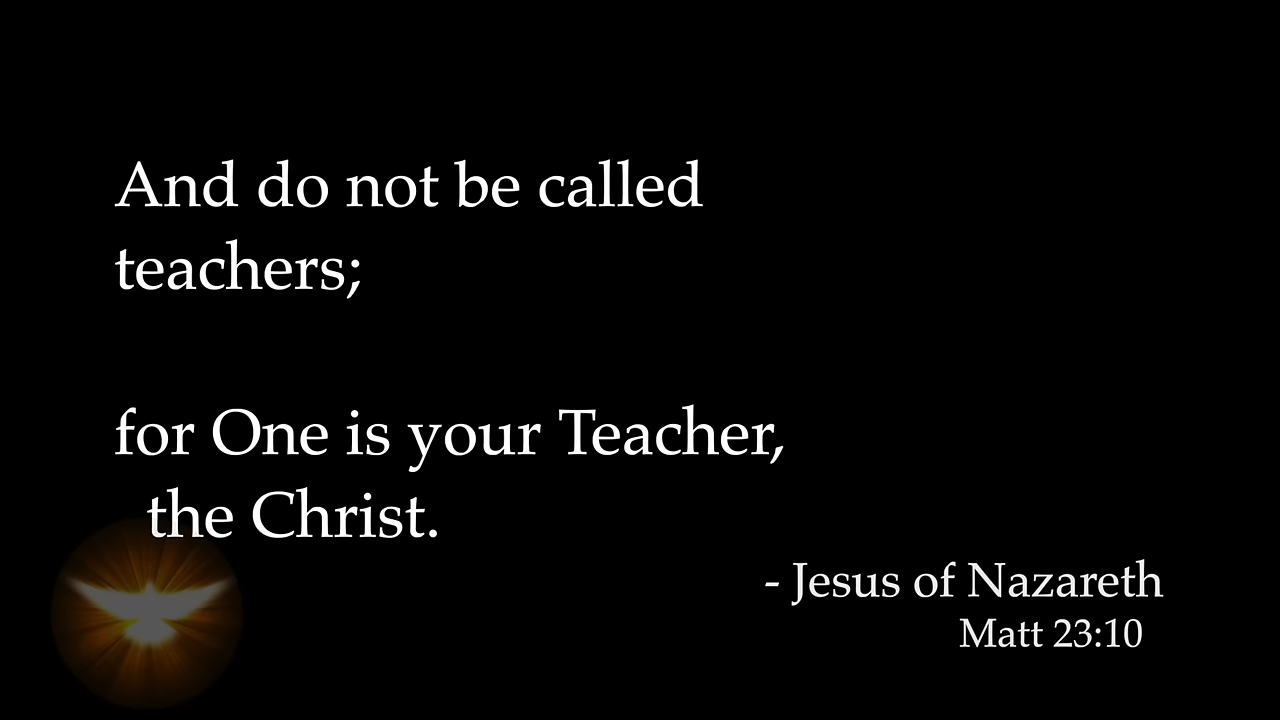 And do not be called
teachers;
for One is your Teacher,
the Christ.
- Jesus of Nazareth
Matt 23:10